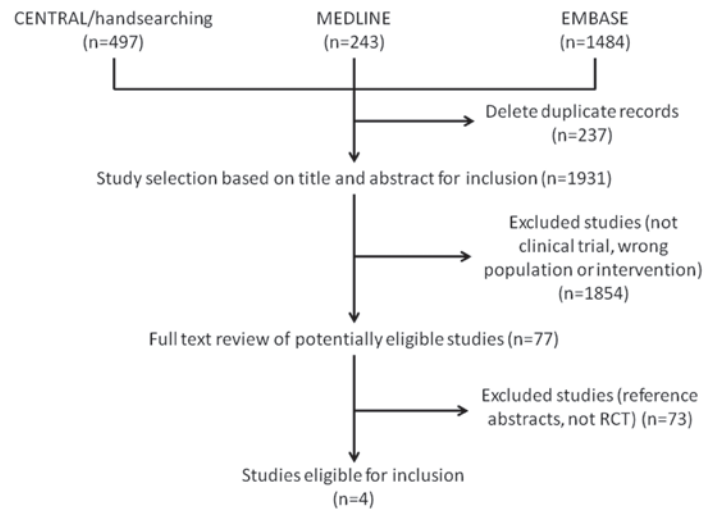 CENTRAL/handsearching
(n=497)
MEDLINE
(n=243)
EMBASE
(n=1484)
Delete duplicate records
(n=237)
Study selection based on title and abstract for inclusion (n=1931)
Excluded studies (not
clinical trial, wrong
population or intervention)
(n=1854)
Full text review of potentially eligible studies (n=77)
Excluded studies (reference
abstracts, not RCT) (n=73)
Studies eligible for inclusion
(n=4)